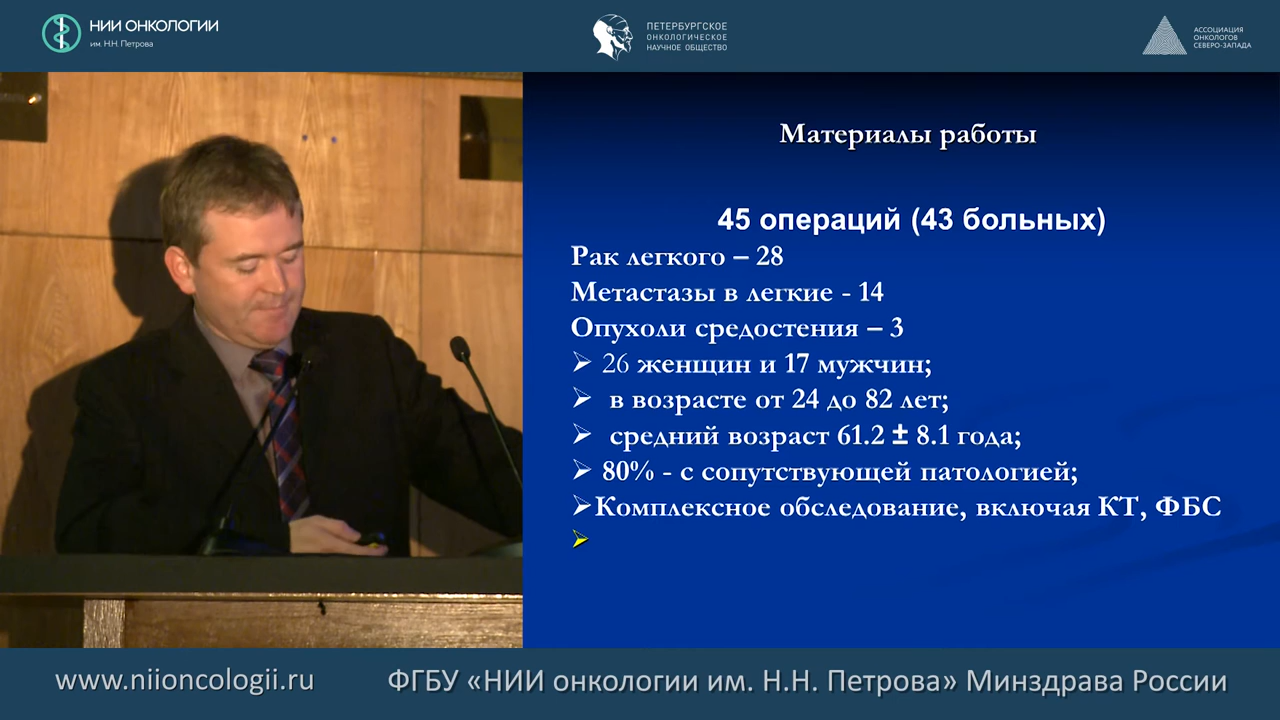 НИИ ОНКОЛОГИИ
им. Н.Н. Петрова
ПЕТЕРБУРГСКОЕ
ОНКОЛОГИЧЕСКОЕ
НАУЧНОЕ ОБЩЕСТВО
АССОЦИАЦИЯ
ОНКОЛОГОВ
СЕВЕРО-ЗАПАДА
Материалы работы
45 операций (43 больных)
Рак легкого – 28
Метастазы в легкие - 14
Опухоли средостения – 3
➢ 26 женщин и 17 мужчин;
➢ в возрасте от 24 до 82 лет;
➢ средний возраст 61.2 ± 8.1 года;
➢ 80% - с сопутствующей патологией;
➢Комплексное обследование, включая КТ, ФБС
➢
www.niioncologii.ru
ФГБУ «НИИ онкологии им. Н.Н. Петрова» Минздрава России